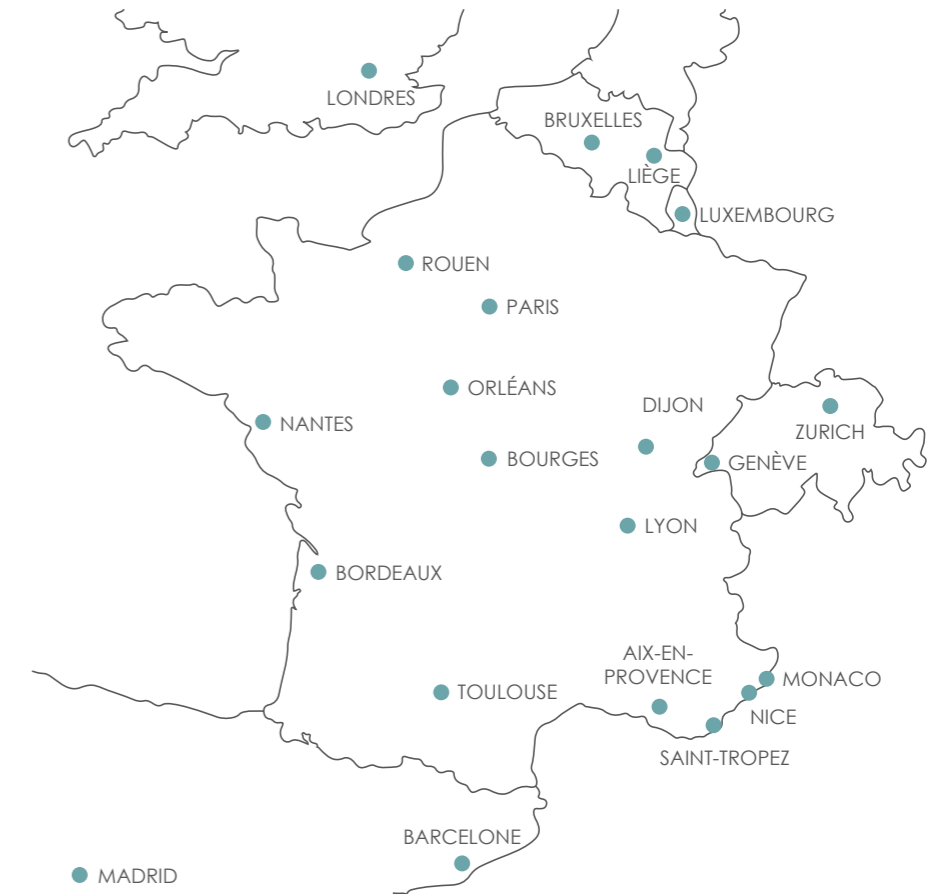 LONDRES
BRUXELLES
LIÈGE
LUXEMBOURG
ROUEN
PARIS
ORLÉANS
DIJON
NANTES
ZURICH
BOURGES
GENÈVE
LYON
BORDEAUX
AIX-EN-
PROVENCE
MONACO
TOULOUSE
NICE
SAINT-TROPEZ
BARCELONE
MADRID